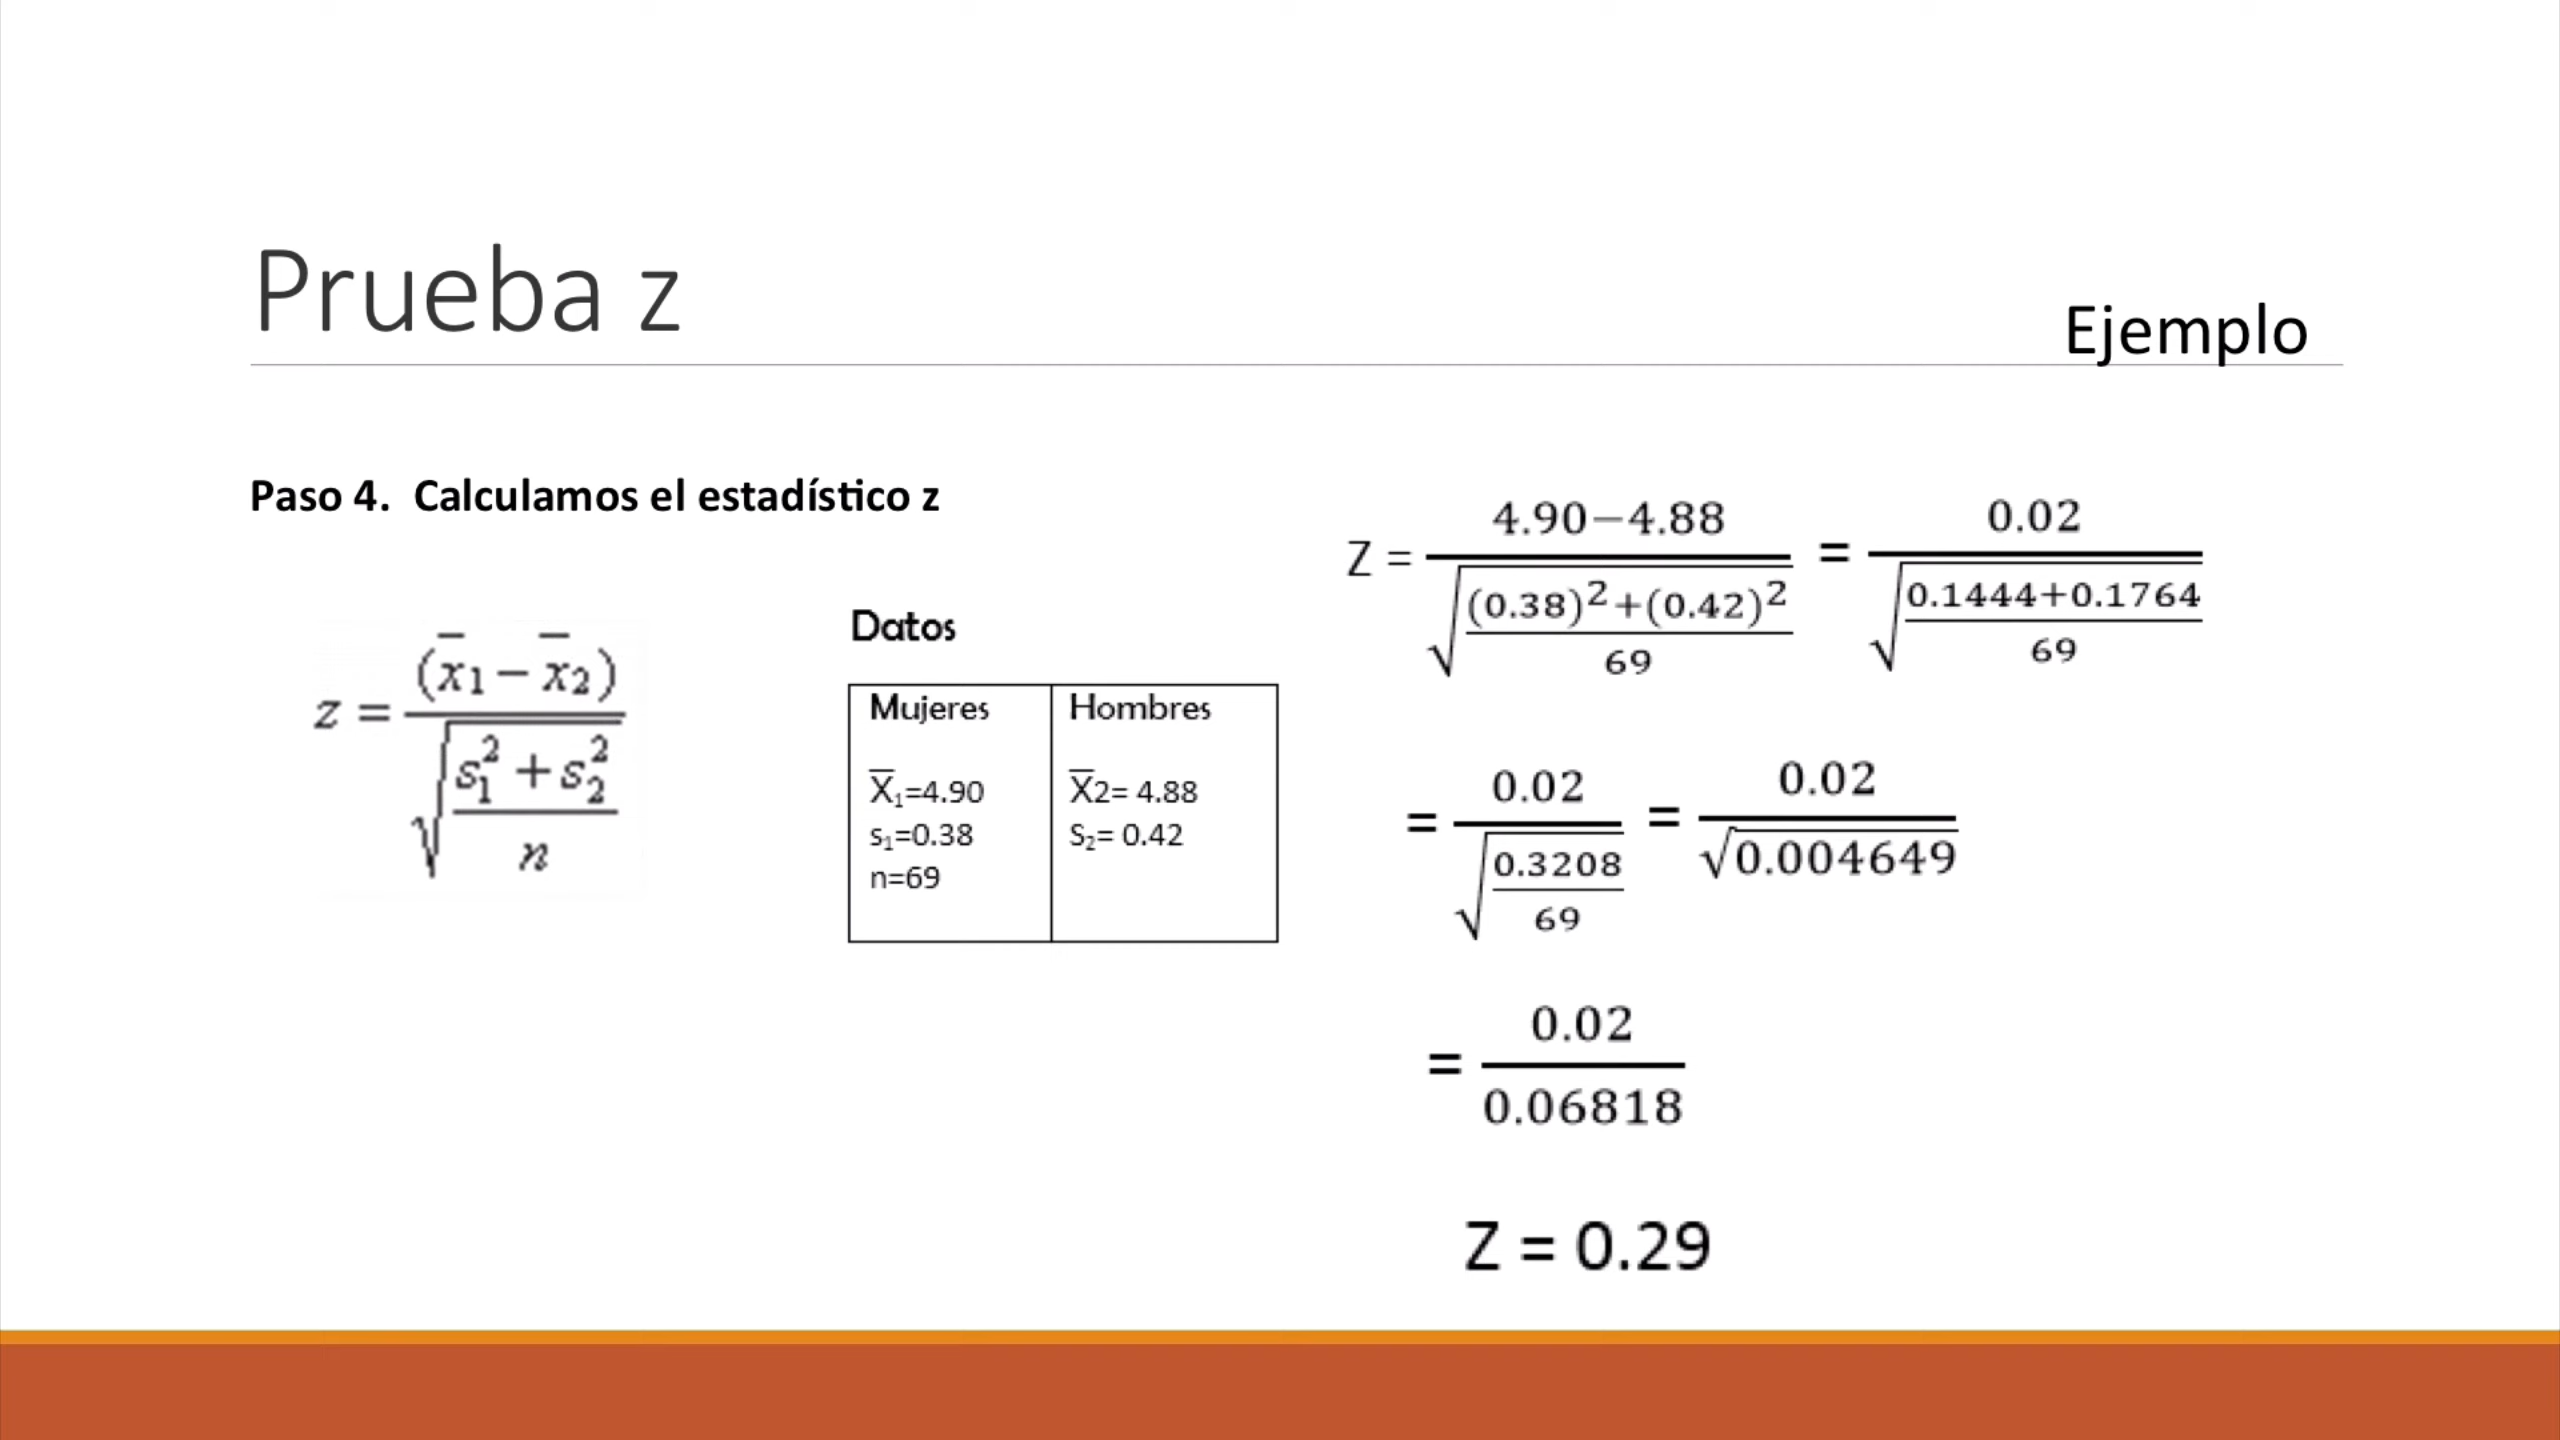 Prueba z
Ejemplo
Paso 4.  Calculamos el estadístico z
z = (x̄1 − x̄2) / √((s₁² + s₂²) / n)
Datos
Mujeres
X̄₁=4.90
s₁=0.38
n=69
Hombres
X̄2= 4.88
S₂= 0.42
Z = (4.90−4.88) / √(((0.38)²+(0.42)²) / 69) = 0.02 / √((0.1444+0.1764) / 69)
= 0.02 / √(0.3208 / 69) = 0.02 / √0.004649
= 0.02 / 0.06818
Z = 0.29